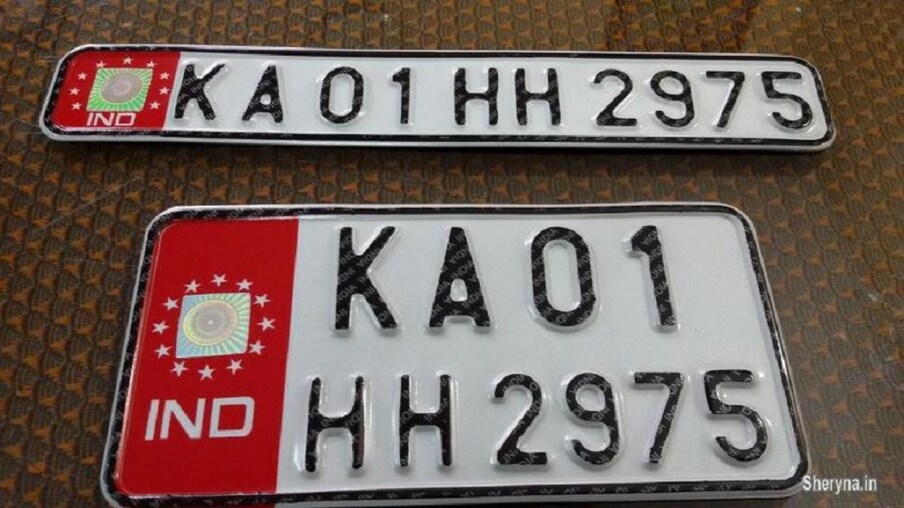 IND KA 01 HH 2975
KA 01
HH 2975
IND
Sheryna.in